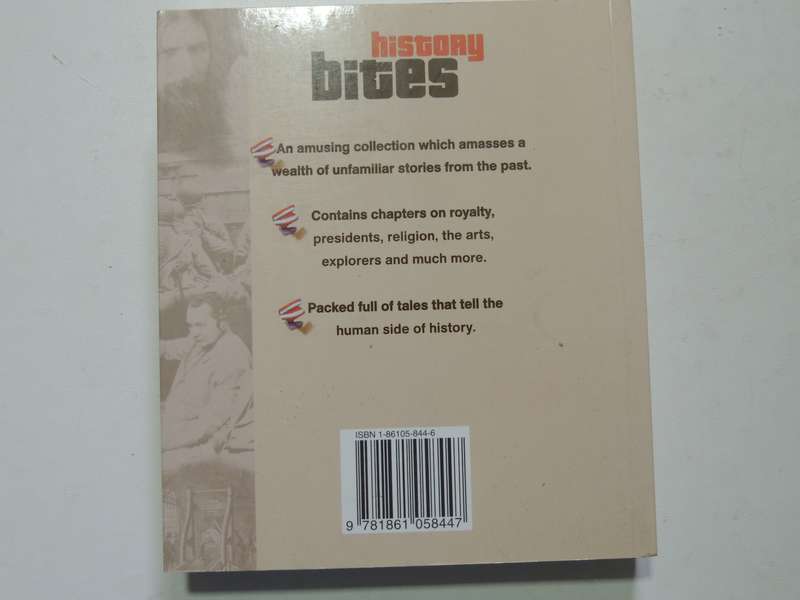 history
bites
An amusing collection which amasses a
wealth of unfamiliar stories from the past.
Contains chapters on royalty,
presidents, religion, the arts,
explorers and much more.
Packed full of tales that tell the
human side of history.
ISBN 1-86105-844-6
9 781861 058447